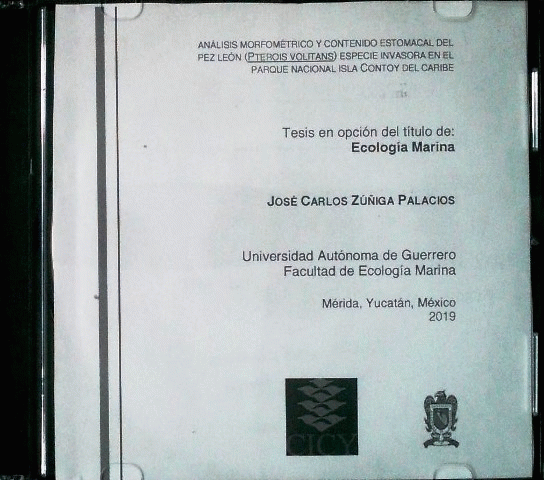 ANÁLISIS MORFOMÉTRICO Y CONTENIDO ESTOMACAL DEL
PEZ LEÓN (PTEROIS VOLITANS) ESPECIE INVASORA EN EL
PARQUE NACIONAL ISLA CONTOY DEL CARIBE
Tesis en opción del título de:
Ecología Marina
JOSÉ CARLOS ZÚÑIGA PALACIOS
Universidad Autónoma de Guerrero
Facultad de Ecología Marina
Mérida, Yucatán, México
2019
CICY